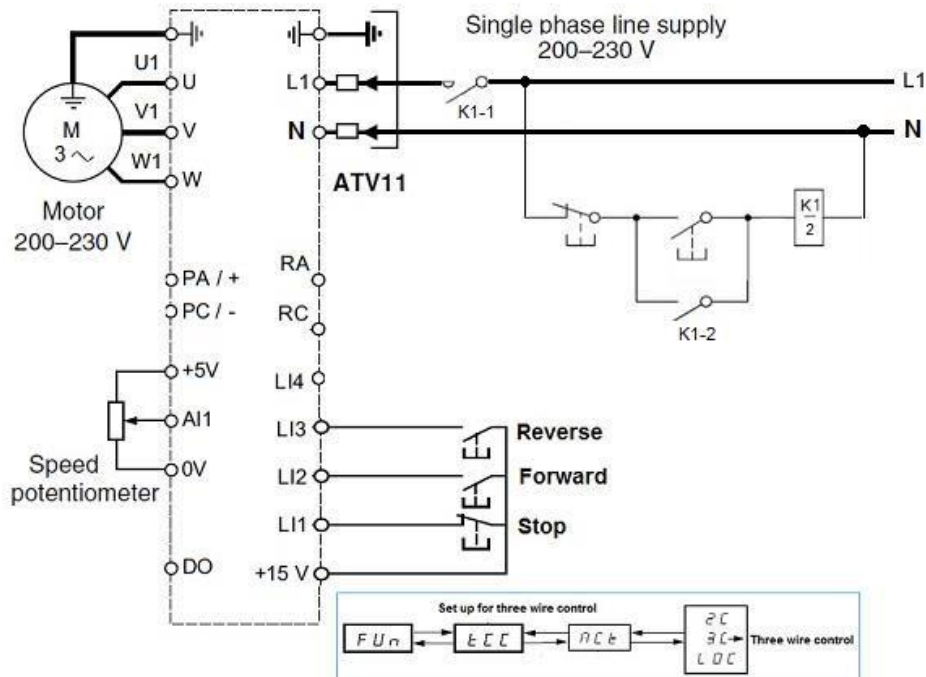 Single phase line supply
200–230 V
U1
U
L1
L1
K1-1
V1
V
N
N
M
3
W1
W
ATV11
Motor
200–230 V
K1
2
PA / +
RA
PC / -
RC
K1-2
+5V
LI4
AI1
LI3
Reverse
Speed
potentiometer
0V
LI2
Forward
LI1
Stop
DO
+15 V
Set up for three wire control
FUn
tCC
ACt
2C
3C
LOC
Three wire control